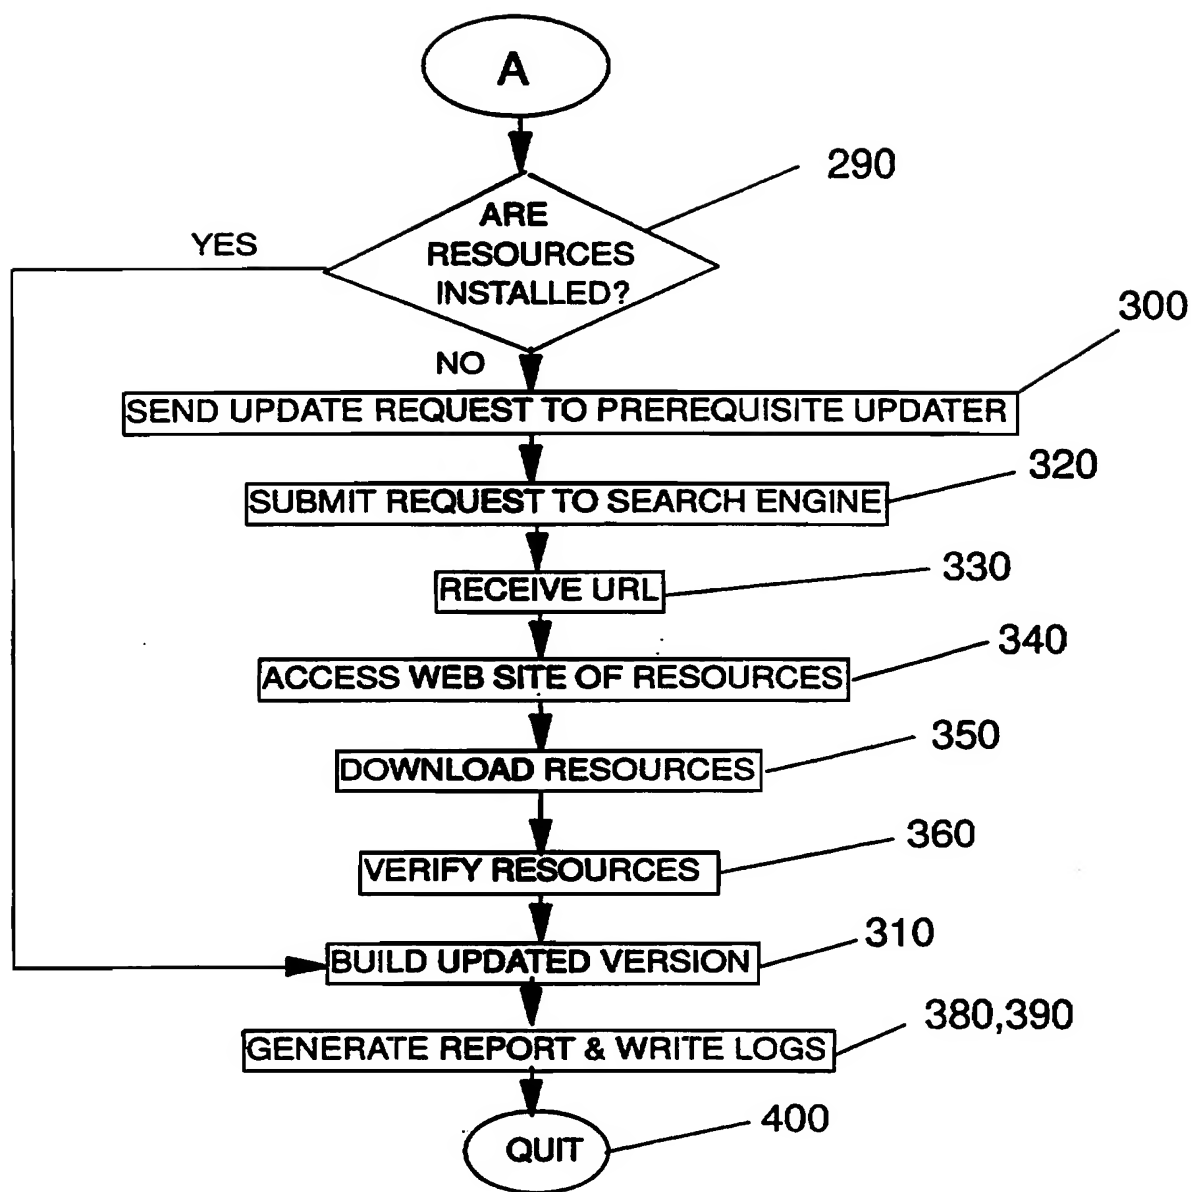 A
290
ARE
RESOURCES
INSTALLED?
YES
300
NO
SEND UPDATE REQUEST TO PREREQUISITE UPDATER
320
SUBMIT REQUEST TO SEARCH ENGINE
330
RECEIVE URL
340
ACCESS WEB SITE OF RESOURCES
350
DOWNLOAD RESOURCES
360
VERIFY RESOURCES
310
BUILD UPDATED VERSION
380,390
GENERATE REPORT & WRITE LOGS
400
QUIT